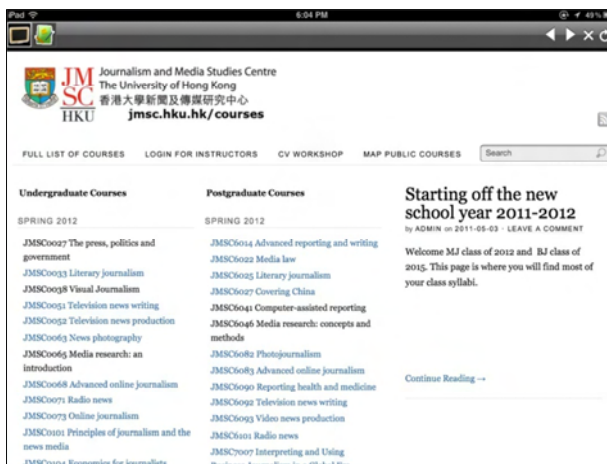 iPad
6:04 PM
49%
JMSC
HKU
Journalism and Media Studies Centre
The University of Hong Kong
香港大學新聞及傳媒研究中心
jmsc.hku.hk/courses
FULL LIST OF COURSES
LOGIN FOR INSTRUCTORS
CV WORKSHOP
MAP PUBLIC COURSES
Search
Undergraduate Courses
SPRING 2012
JMSC0027 The press, politics and
government
JMSC0033 Literary journalism
JMSC0038 Visual Journalism
JMSC0051 Television news writing
JMSC0052 Television news production
JMSC0063 News photography
JMSC0065 Media research: an
introduction
JMSC0068 Advanced online journalism
JMSC0071 Radio news
JMSC0073 Online journalism
JMSC0101 Principles of journalism and the
news media
JMSC0104 Economics for journalists
Postgraduate Courses
SPRING 2012
JMSC6014 Advanced reporting and writing
JMSC6022 Media law
JMSC6025 Literary journalism
JMSC6027 Covering China
JMSC6041 Computer-assisted reporting
JMSC6046 Media research: concepts and
methods
JMSC6082 Photojournalism
JMSC6083 Advanced online journalism
JMSC6090 Reporting health and medicine
JMSC6092 Television news writing
JMSC6093 Video news production
JMSC6101 Radio news
JMSC7007 Interpreting and Using
Starting off the new
school year 2011-2012
by ADMIN on 2011-05-03 · LEAVE A COMMENT
Welcome MJ class of 2012 and BJ class of
2015. This page is where you will find most of
your class syllabi.
Continue Reading →